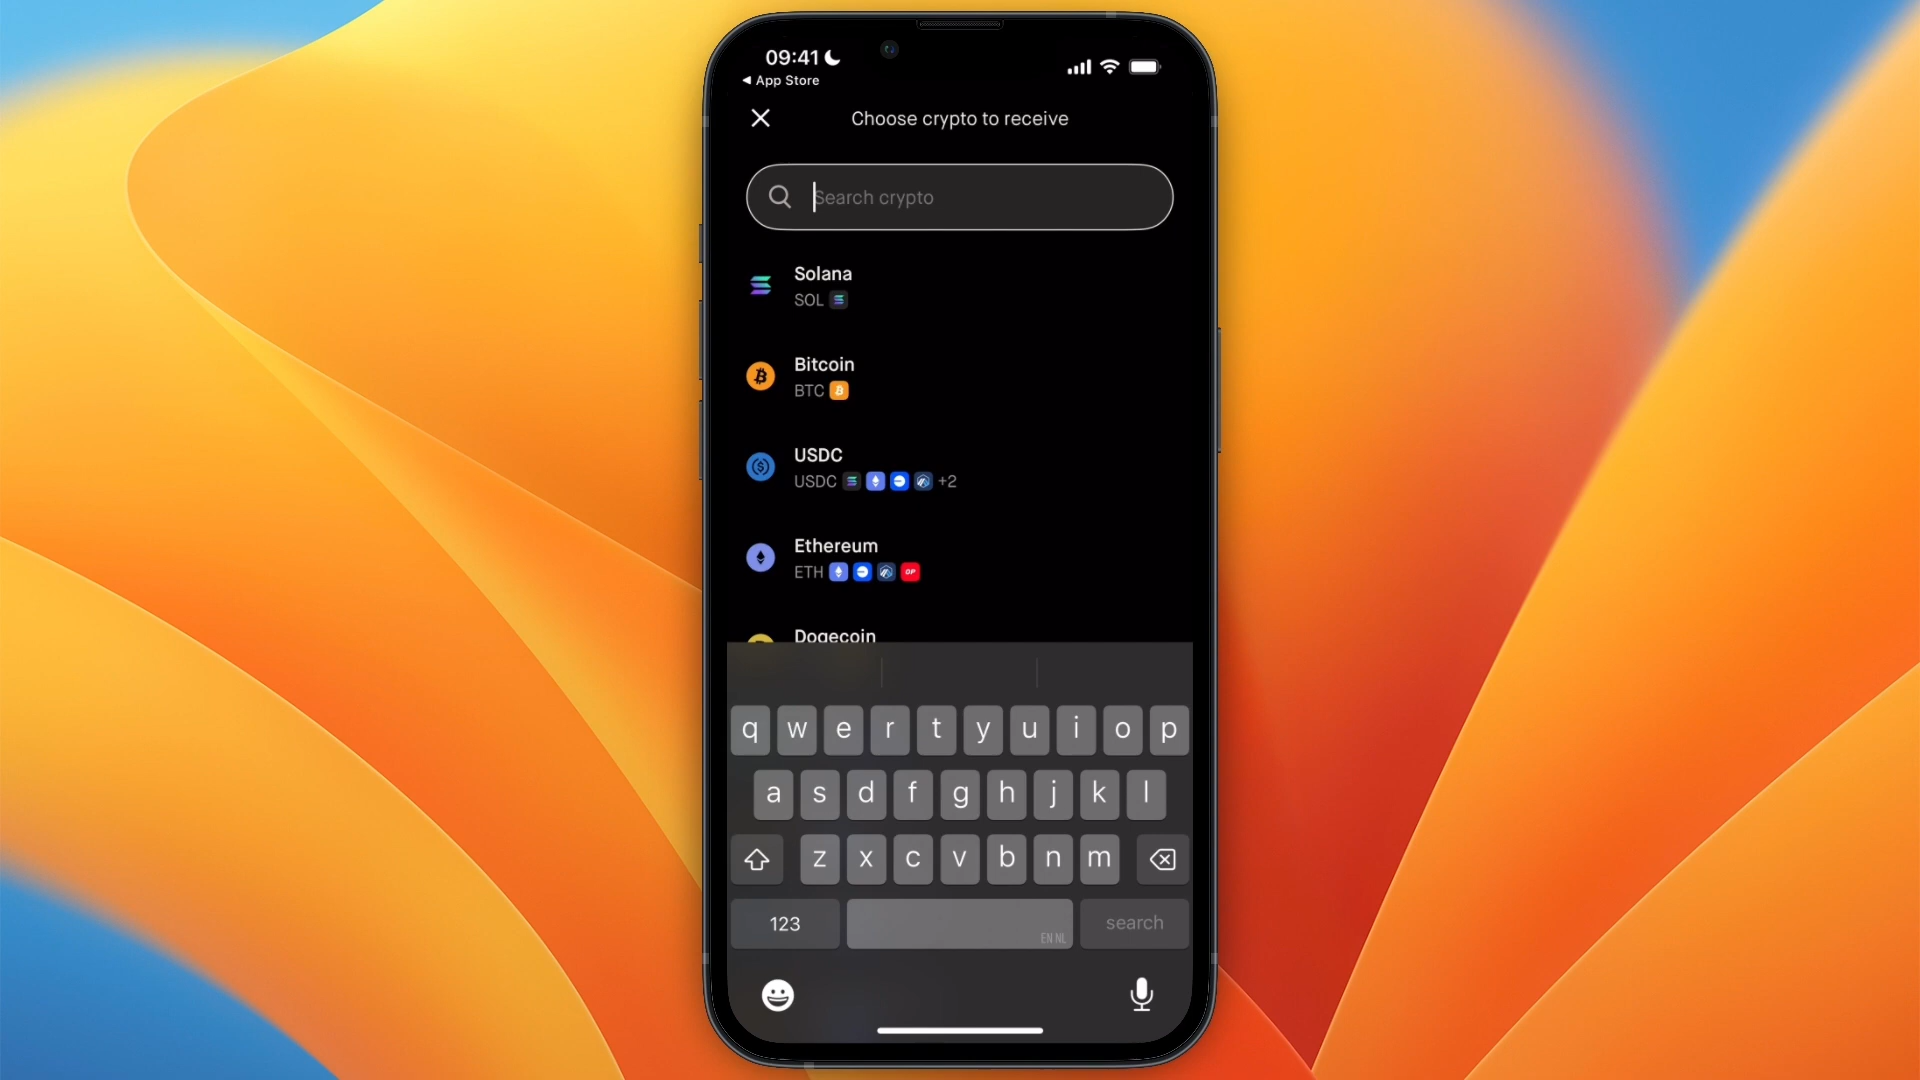 09:41
◀ App Store
Choose crypto to receive
Search crypto
Solana
SOL
Bitcoin
BTC
USDC
USDC +2
Ethereum
ETH OP
Dogecoin
q w e r t y u i o p
a s d f g h j k l
z x c v b n m
123 EN NL search